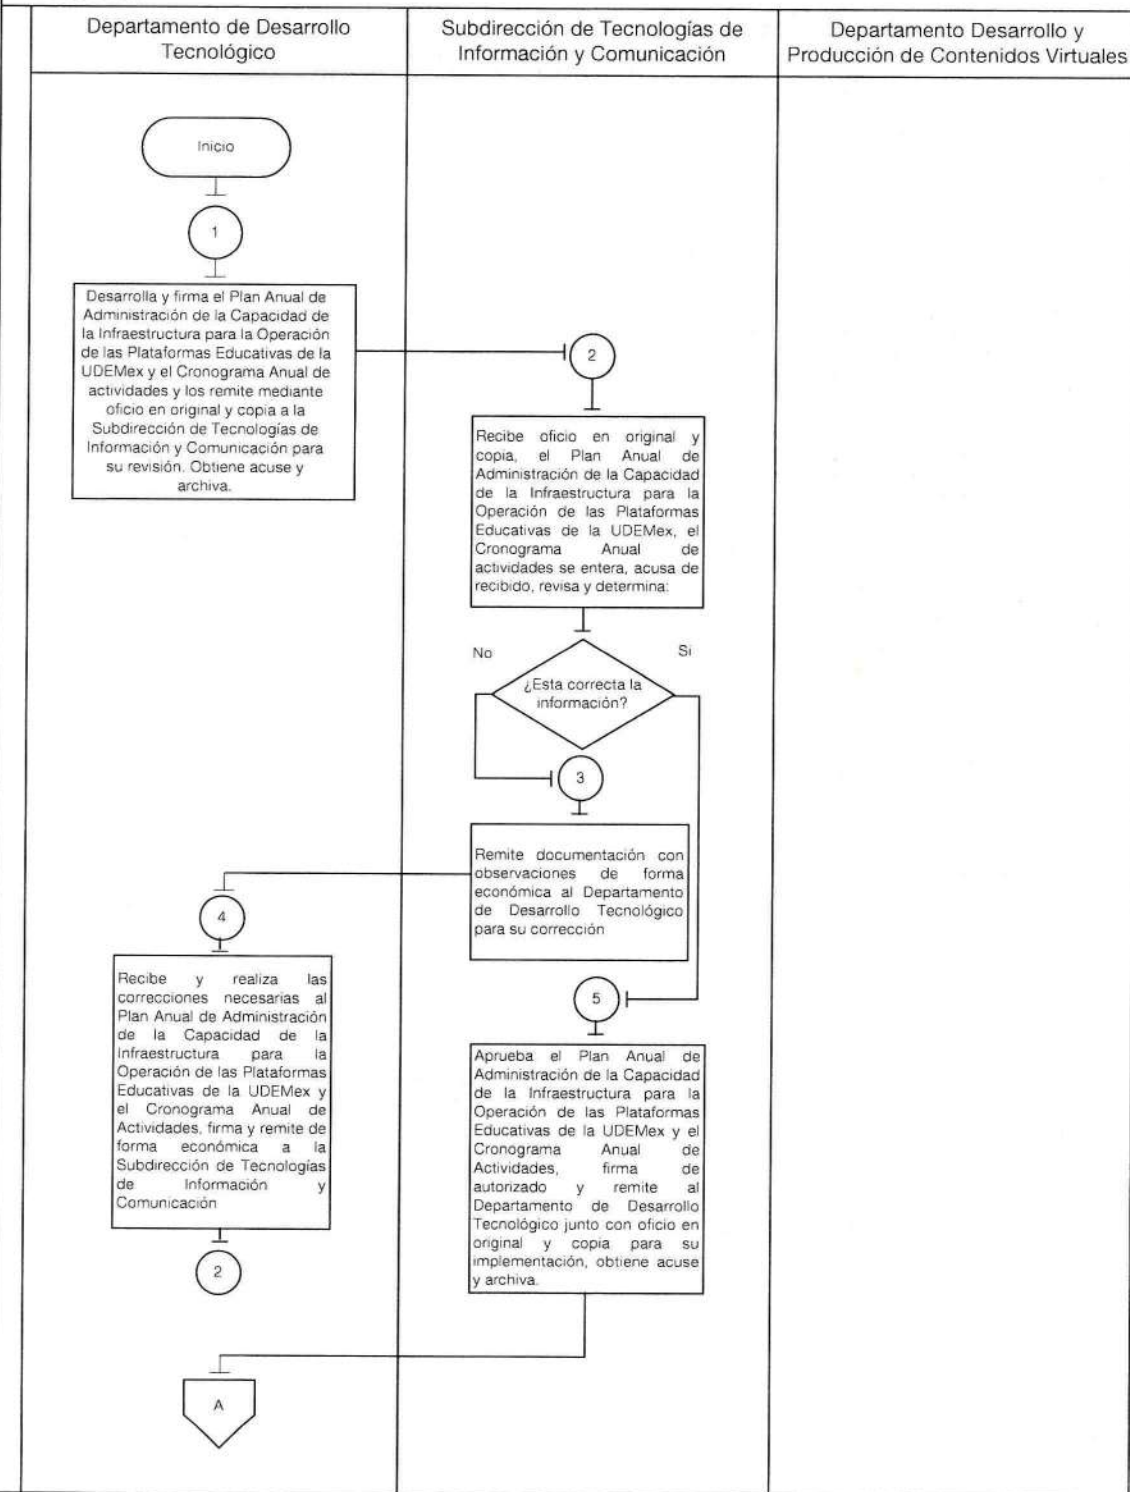 Departamento de Desarrollo
Tecnológico
Subdirección de Tecnologías de
Información y Comunicación
Departamento Desarrollo y
Producción de Contenidos Virtuales
Inicio
1
Desarrolla y firma el Plan Anual de
Administración de la Capacidad de
la Infraestructura para la Operación
de las Plataformas Educativas de la
UDEMex y el Cronograma Anual de
actividades y los remite mediante
oficio en original y copia a la
Subdirección de Tecnologías de
Información y Comunicación para
su revisión. Obtiene acuse y
archiva.
2
Recibe oficio en original y
copia, el Plan Anual de
Administración de la Capacidad
de la Infraestructura para la
Operación de las Plataformas
Educativas de la UDEMex, el
Cronograma Anual de
actividades se entera, acusa de
recibido, revisa y determina:
No
Si
¿Esta correcta la
información?
3
Remite documentación con
observaciones de forma
económica al Departamento
de Desarrollo Tecnológico
para su corrección
4
Recibe y realiza las
correcciones necesarias al
Plan Anual de Administración
de la Capacidad de la
Infraestructura para la
Operación de las Plataformas
Educativas de la UDEMex y
el Cronograma Anual de
Actividades, firma y remite de
forma económica a la
Subdirección de Tecnologías
de Información y
Comunicación
2
5
Aprueba el Plan Anual de
Administración de la Capacidad
de la Infraestructura para la
Operación de las Plataformas
Educativas de la UDEMex y el
Cronograma Anual de
Actividades, firma de
autorizado y remite al
Departamento de Desarrollo
Tecnológico junto con oficio en
original y copia para su
implementación, obtiene acuse
y archiva.
A